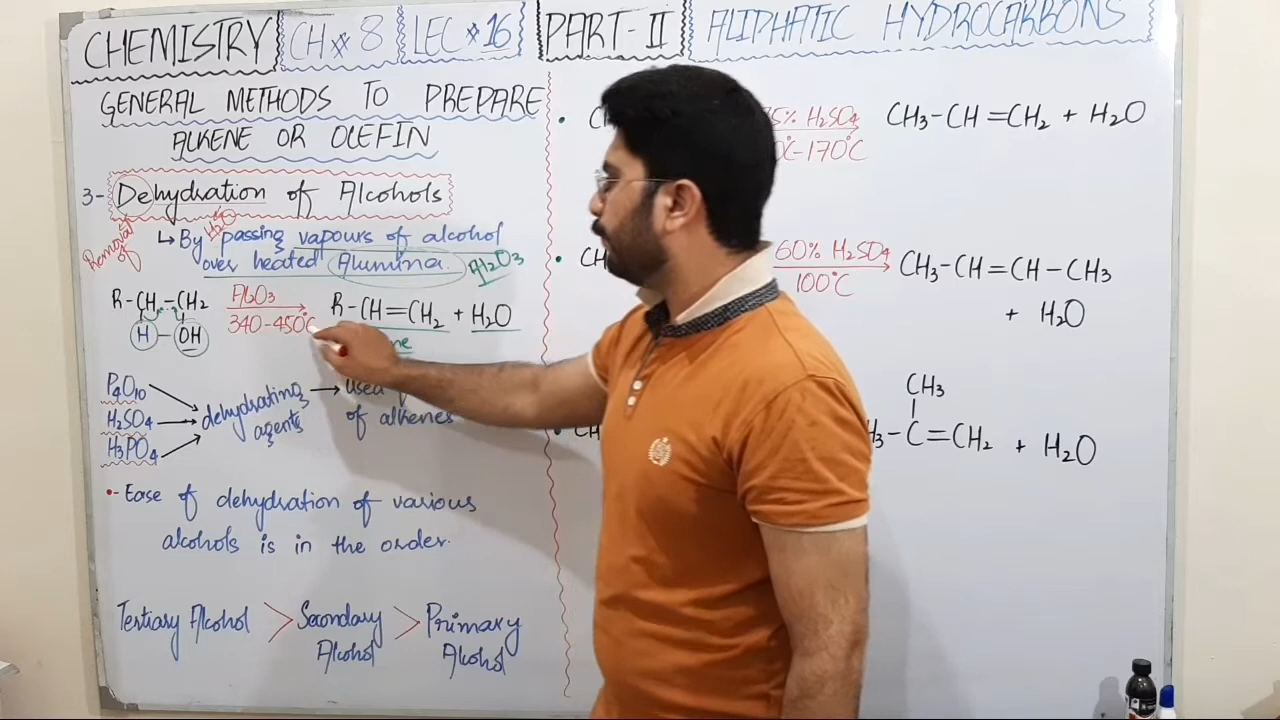 CHEMISTRY CH # 8 LEC # 16 PART-II ALIPHATIC HYDROCARBONS
GENERAL METHODS TO PREPARE
ALKENE OR OLEFIN
3- Dehydration of Alcohols
Removal of
H2O
↳ By passing vapours of alcohol
over heated Alumina. Al2O3
R-CH-CH2 Al2O3 R-CH=CH2 + H2O
340-450°C
H-OH
P4O10
H2SO4 → dehydrating agents → used
H3PO4
of alkenes
•- Ease of dehydration of various
alcohols is in the order.
Tertiary Alcohol > Secondary Alcohol > Primary Alcohol
75% H2SO4 CH3-CH=CH2 + H2O
-170°C
60% H2SO4 CH3-CH=CH-CH3
100°C
+ H2O
CH3
-C=CH2 + H2O